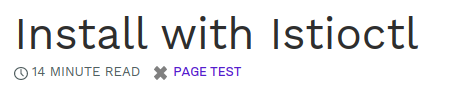 Install with Istioctl
14 MINUTE READ PAGE TEST